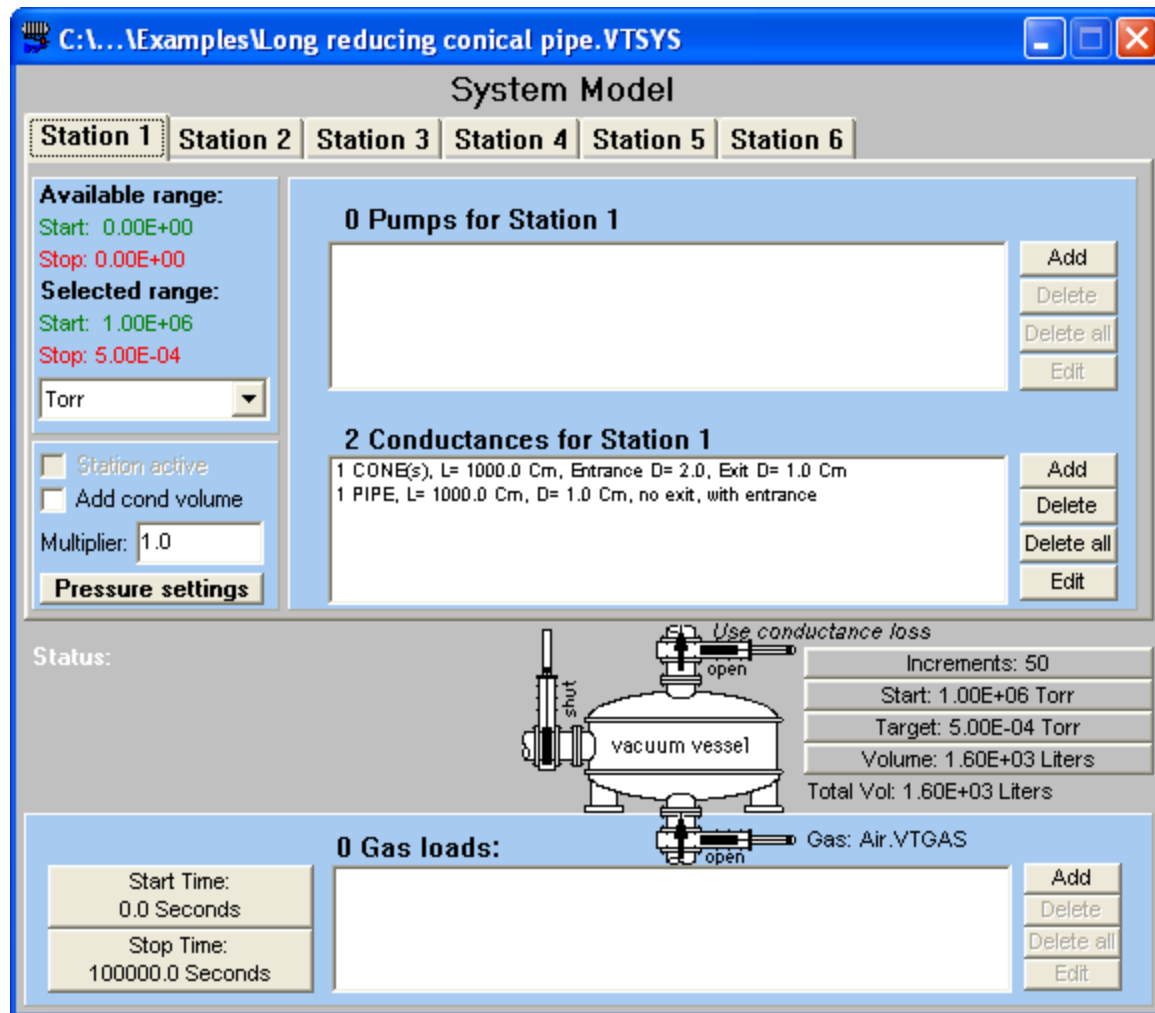 C:\...\Examples\Long reducing conical pipe.VTSYS
System Model
Station 1 Station 2 Station 3 Station 4 Station 5 Station 6
Available range:
Start: 0.00E+00
Stop: 0.00E+00
Selected range:
Start: 1.00E+06
Stop: 5.00E-04
Torr
0 Pumps for Station 1
Add
Delete
Delete all
Edit
Station active
Add cond volume
Multiplier: 1.0
Pressure settings
2 Conductances for Station 1
1 CONE(s), L= 1000.0 Cm, Entrance D= 2.0, Exit D= 1.0 Cm
1 PIPE, L= 1000.0 Cm, D= 1.0 Cm, no exit, with entrance
Add
Delete
Delete all
Edit
Status:
Use conductance loss
open
shut
vacuum vessel
Increments: 50
Start: 1.00E+06 Torr
Target: 5.00E-04 Torr
Volume: 1.60E+03 Liters
Total Vol: 1.60E+03 Liters
open
Gas: Air.VTGAS
0 Gas loads:
Start Time:
0.0 Seconds
Stop Time:
100000.0 Seconds
Add
Delete
Delete all
Edit